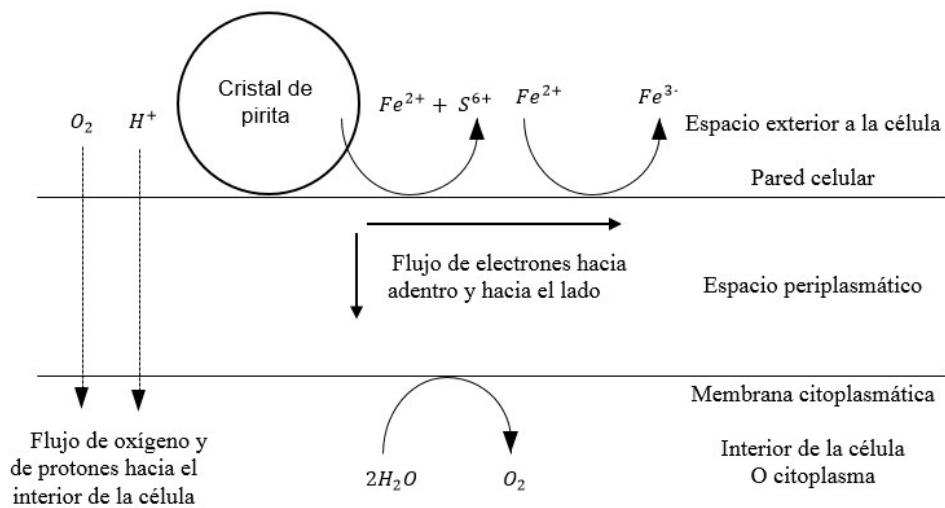 Cristal de
pirita
O₂
H⁺
Fe²⁺ + S⁶⁺
Fe²⁺
Fe³⁻
Espacio exterior a la célula
Pared celular
Flujo de electrones hacia
adentro y hacia el lado
Espacio periplasmático
Membrana citoplasmática
Flujo de oxígeno y
de protones hacia el
interior de la célula
2H₂O
O₂
Interior de la célula
O citoplasma